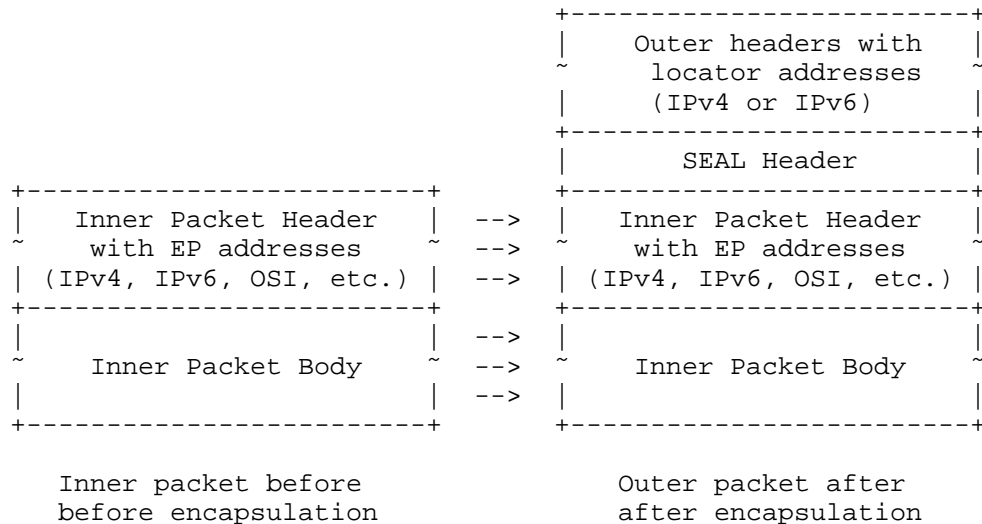 +-------------------------+
|    Outer headers with   |
~     locator addresses   ~
|     (IPv4 or IPv6)      |
+-------------------------+
|       SEAL Header       |
+-------------------------+        +-------------------------+
|   Inner Packet Header   |  -->  |   Inner Packet Header   |
~    with EP addresses    ~  -->  ~    with EP addresses    ~
| (IPv4, IPv6, OSI, etc.) |  -->  | (IPv4, IPv6, OSI, etc.) |
+-------------------------+       +-------------------------+
|                         |  -->  |                         |
~    Inner Packet Body    ~  -->  ~    Inner Packet Body    ~
|                         |  -->  |                         |
+-------------------------+       +-------------------------+
Inner packet before                Outer packet after
before encapsulation               after encapsulation